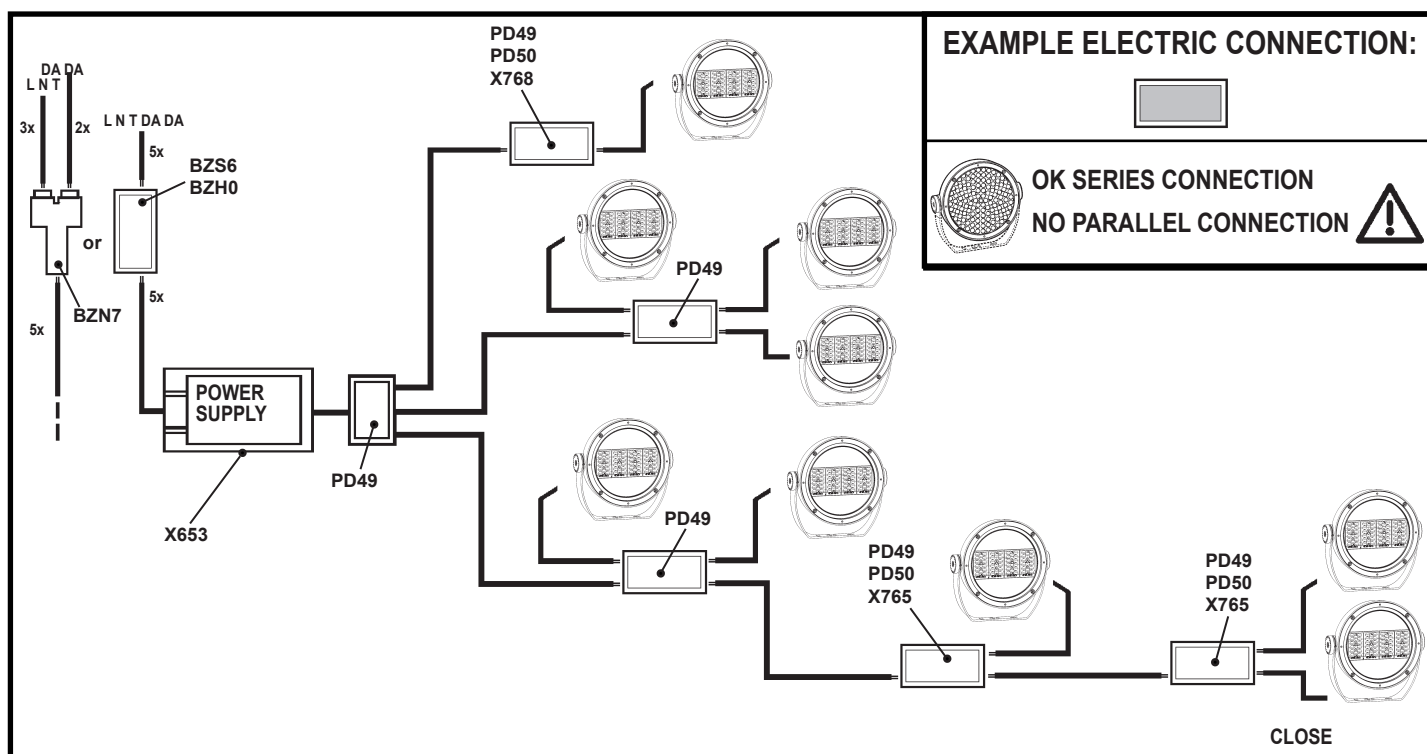 DA DA
L N T
3x
2x
L N T DA DA
5x
BZS6
BZH0
or
BZN7
5x
5x
POWER
SUPPLY
X653
PD49
PD49
PD50
X768
PD49
PD49
PD49
PD50
X765
PD49
PD50
X765
CLOSE
EXAMPLE ELECTRIC CONNECTION:
OK SERIES CONNECTION
NO PARALLEL CONNECTION